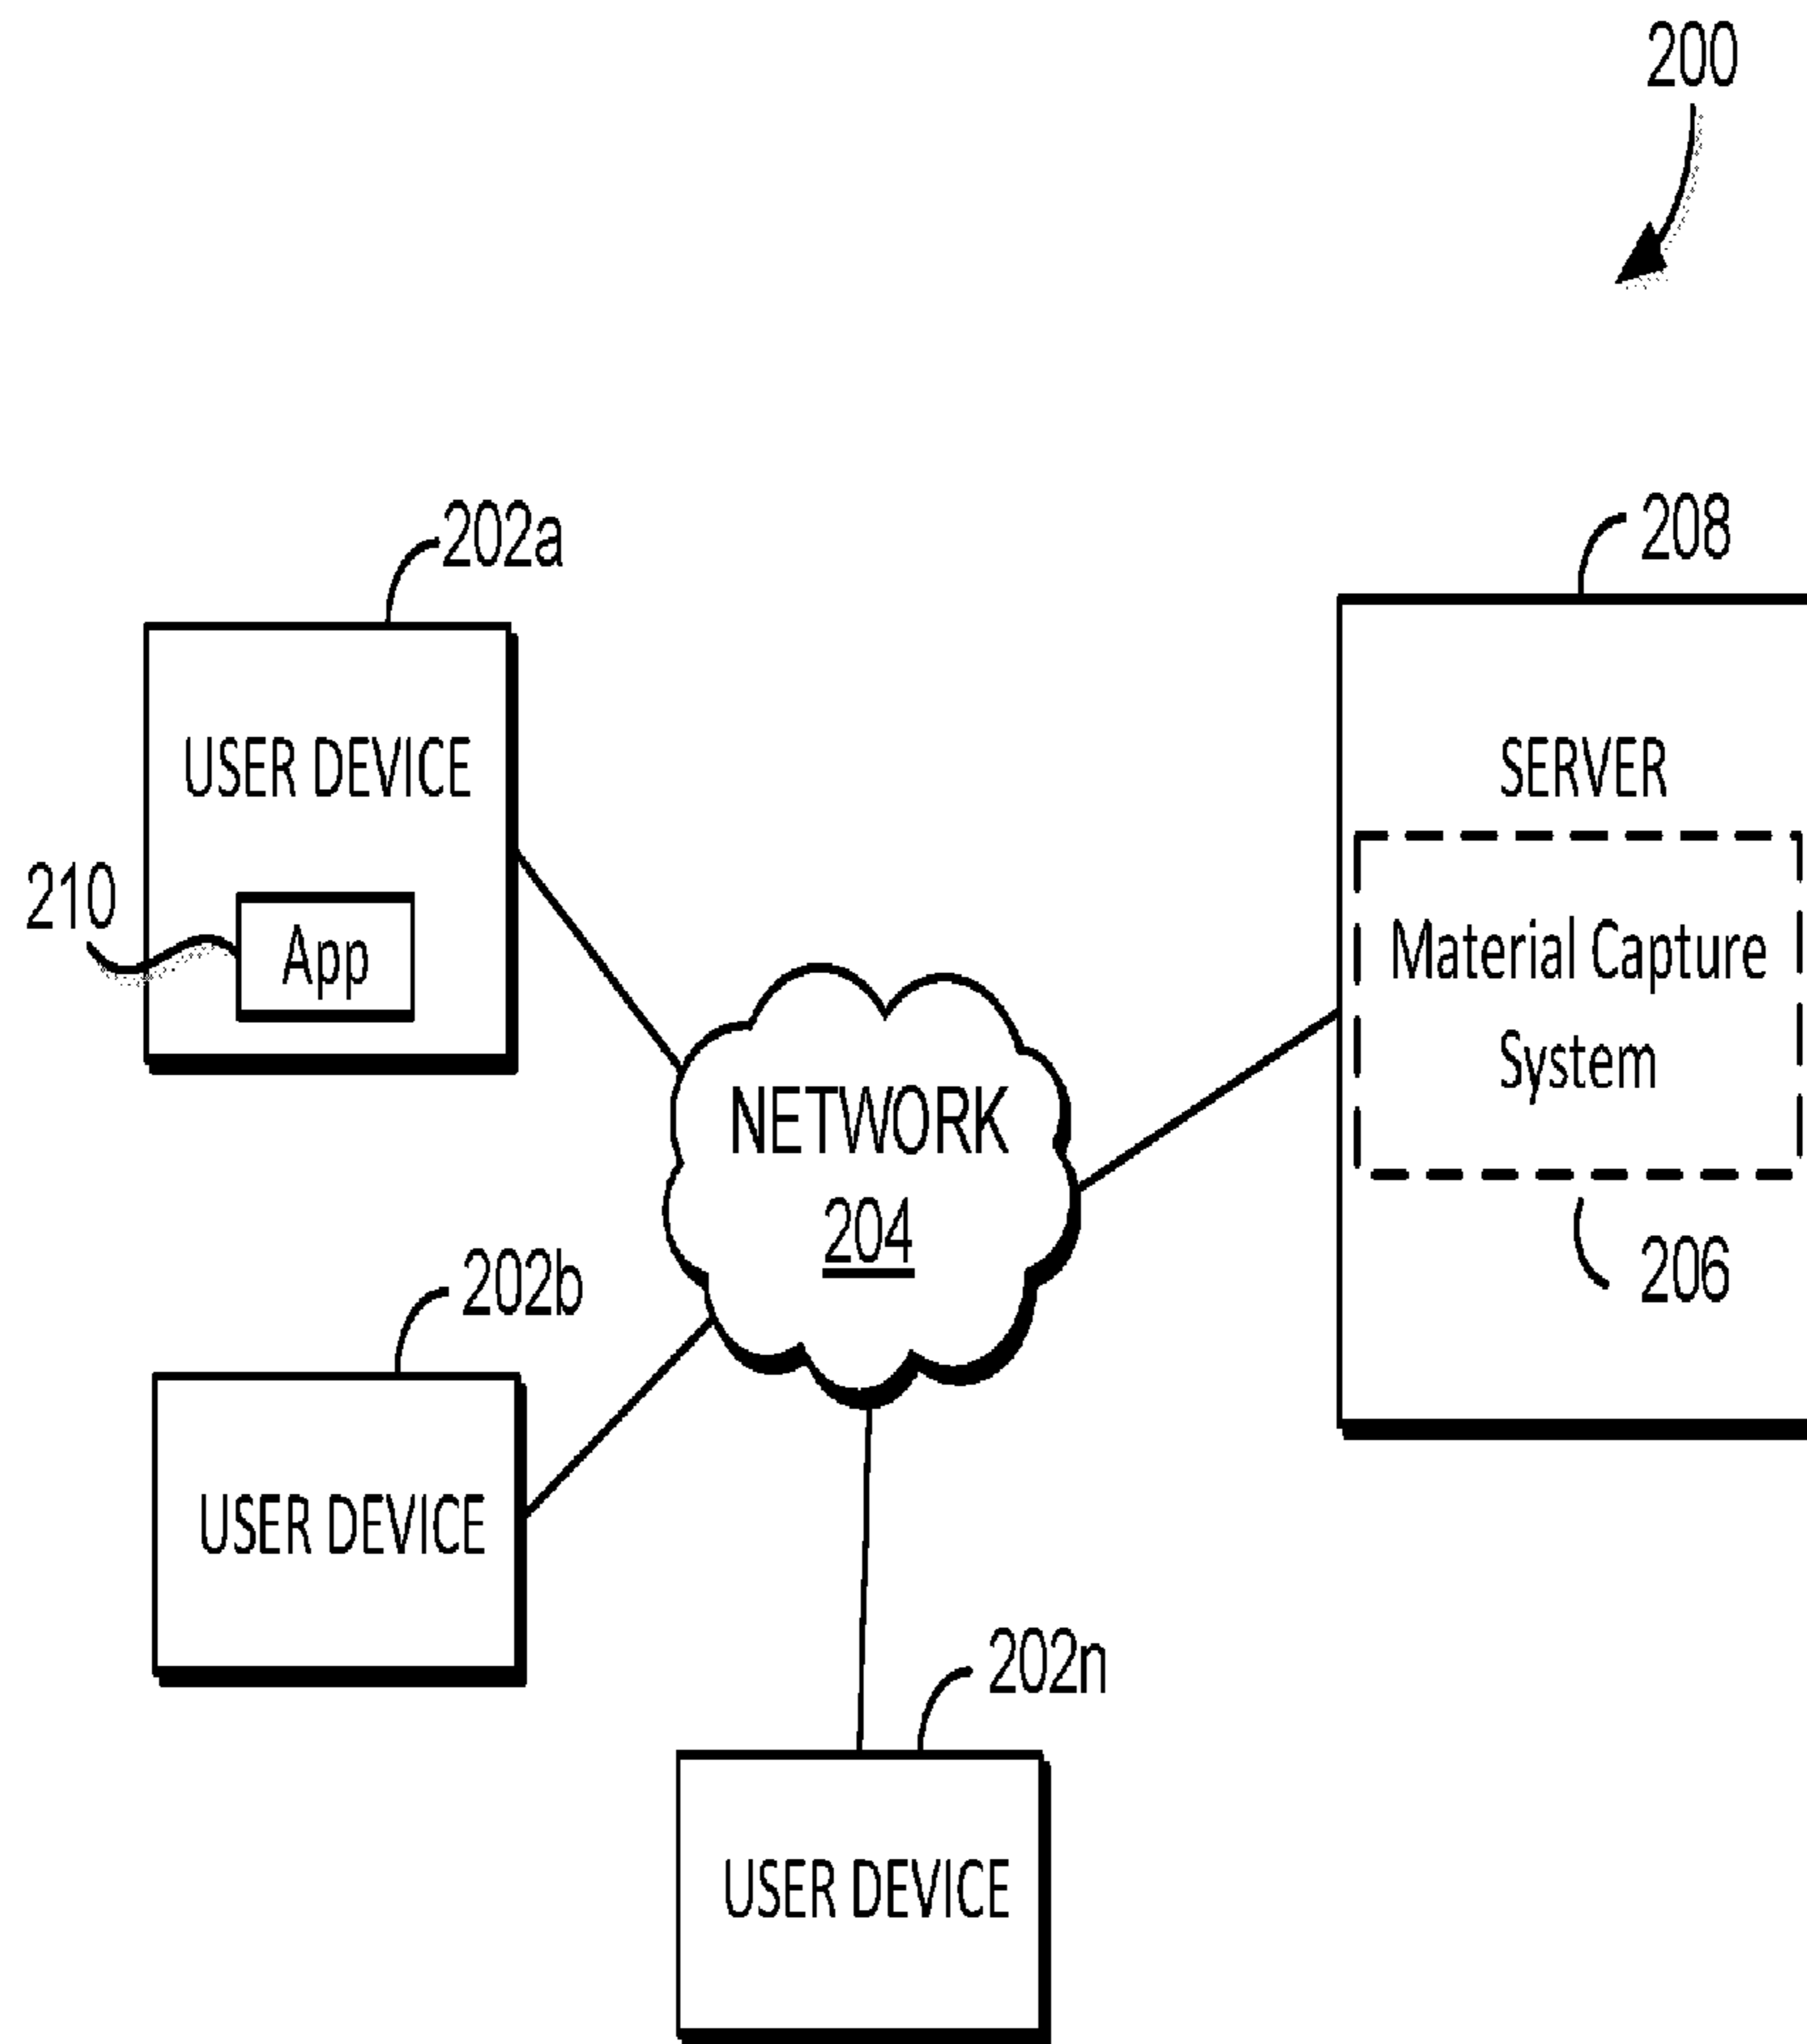 200
202a
208
USER DEVICE
SERVER
210
App
Material Capture
System
NETWORK
204
206
202b
USER DEVICE
202n
USER DEVICE